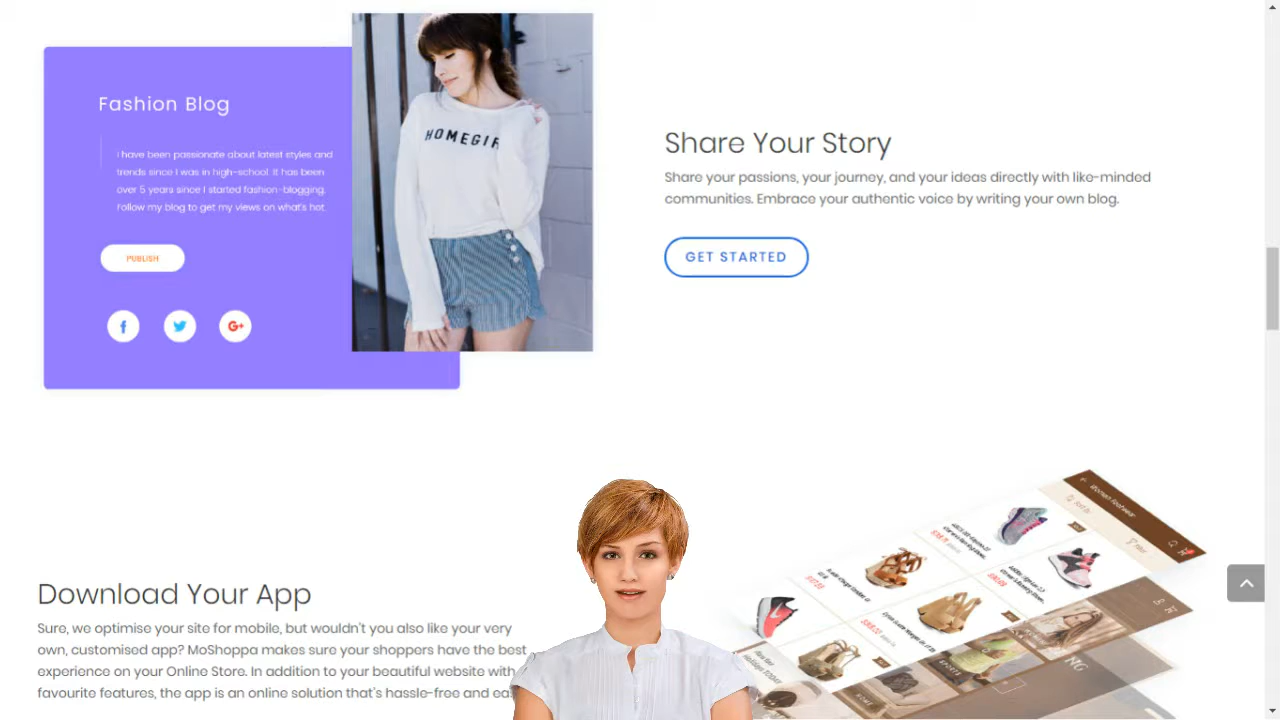 Fashion Blog
i have been passionate about latest styles and
trends since I was in high-school. It has been
over 5 years since I started fashion-blogging.
Follow my blog to get my views on what's hot.
PUBLISH
f
G+
HOMEGIR
Share Your Story
Share your passions, your journey, and your ideas directly with like-minded
communities. Embrace your authentic voice by writing your own blog.
GET STARTED
Download Your App
Sure, we optimise your site for mobile, but wouldn't you also like your very
own, customised app? MoShoppa makes sure your shoppers have the best
experience on your Online Store. In addition to your beautiful website with
favourite features, the app is an online solution that's hassle-free and
Women Footwear
Sort By
Filter